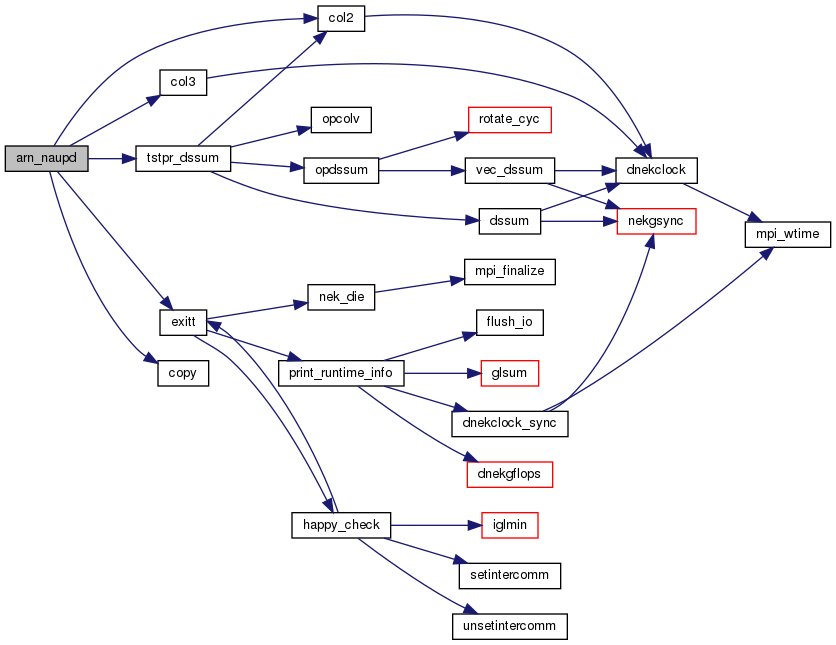 col2
col3
opcolv
rotate_cyc
arn_naupd
tstpr_dssum
opdssum
vec_dssum
dnekclock
dssum
nekgsync
mpi_wtime
mpi_finalize
nek_die
exitt
flush_io
copy
print_runtime_info
glsum
dnekclock_sync
dnekgflops
happy_check
iglmin
setintercomm
unsetintercomm